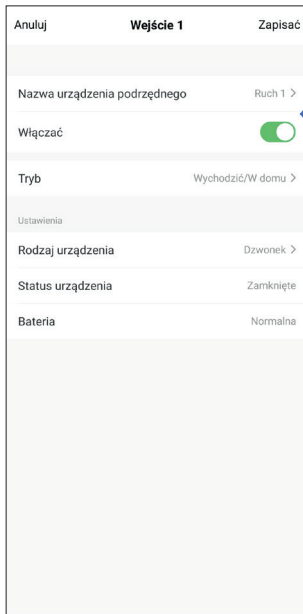 Anuluj Wejście 1 Zapisać
Nazwa urządzenia podrzędnego Ruch 1 >
Włączać
Tryb Wychodzić/W domu >
Ustawienia
Rodzaj urządzenia Dzwonek >
Status urządzenia Zamknięte
Bateria Normalna